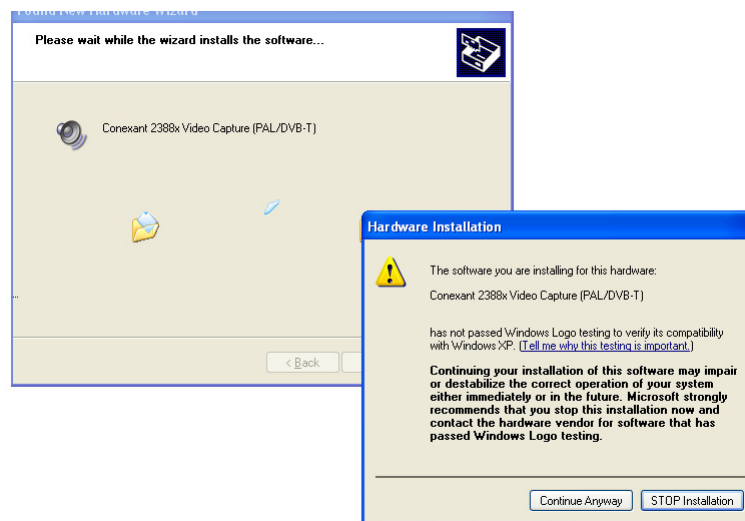 Found New Hardware Wizard
Please wait while the wizard installs the software...
Conexant 2388x Video Capture (PAL/DVB-T)
...
< Back
Hardware Installation
The software you are installing for this hardware:
Conexant 2388x Video Capture (PAL/DVB-T)
has not passed Windows Logo testing to verify its compatibility
with Windows XP. (Tell me why this testing is important.)
Continuing your installation of this software may impair
or destabilize the correct operation of your system
either immediately or in the future. Microsoft strongly
recommends that you stop this installation now and
contact the hardware vendor for software that has
passed Windows Logo testing.
Continue Anyway
STOP Installation